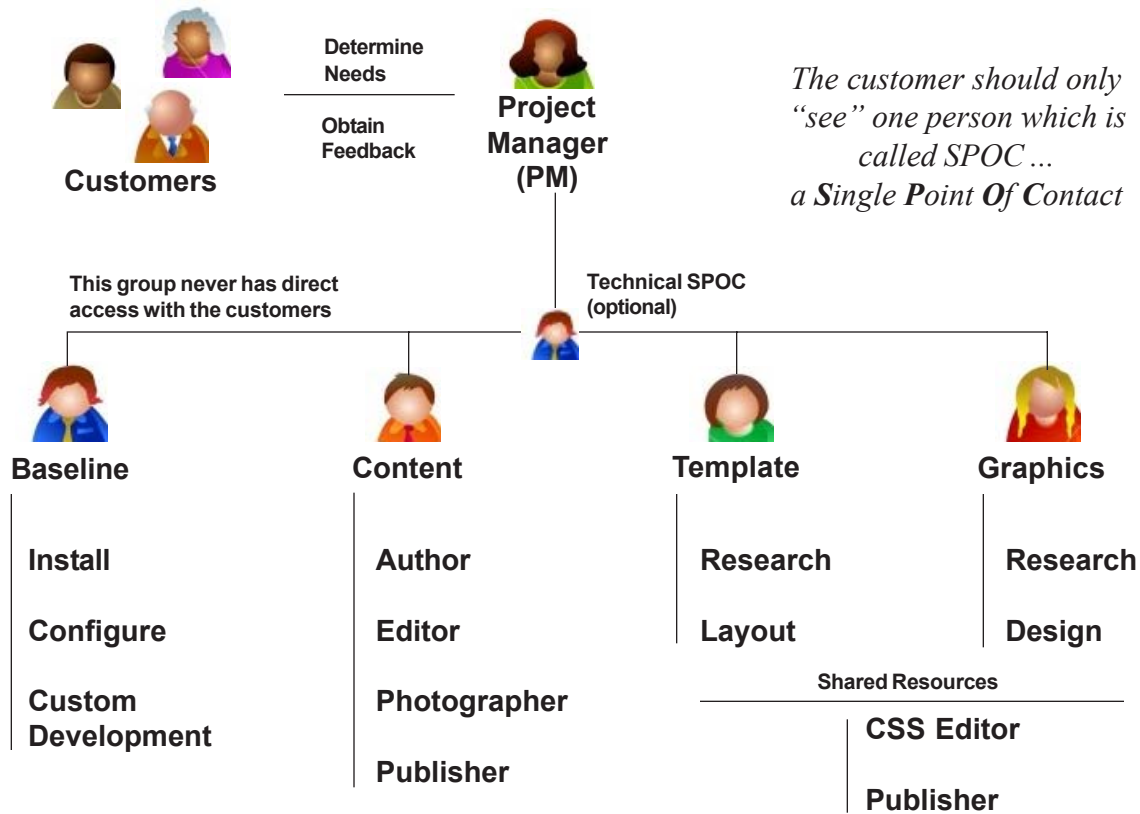 Determine
Needs
Obtain
Feedback
Customers
Project
Manager
(PM)
The customer should only
“see” one person which is
called SPOC ...
a Single Point Of Contact
This group never has direct
access with the customers
Technical SPOC
(optional)
Baseline
Install
Configure
Custom
Development
Content
Author
Editor
Photographer
Publisher
Template
Research
Layout
Graphics
Research
Design
Shared Resources
CSS Editor
Publisher